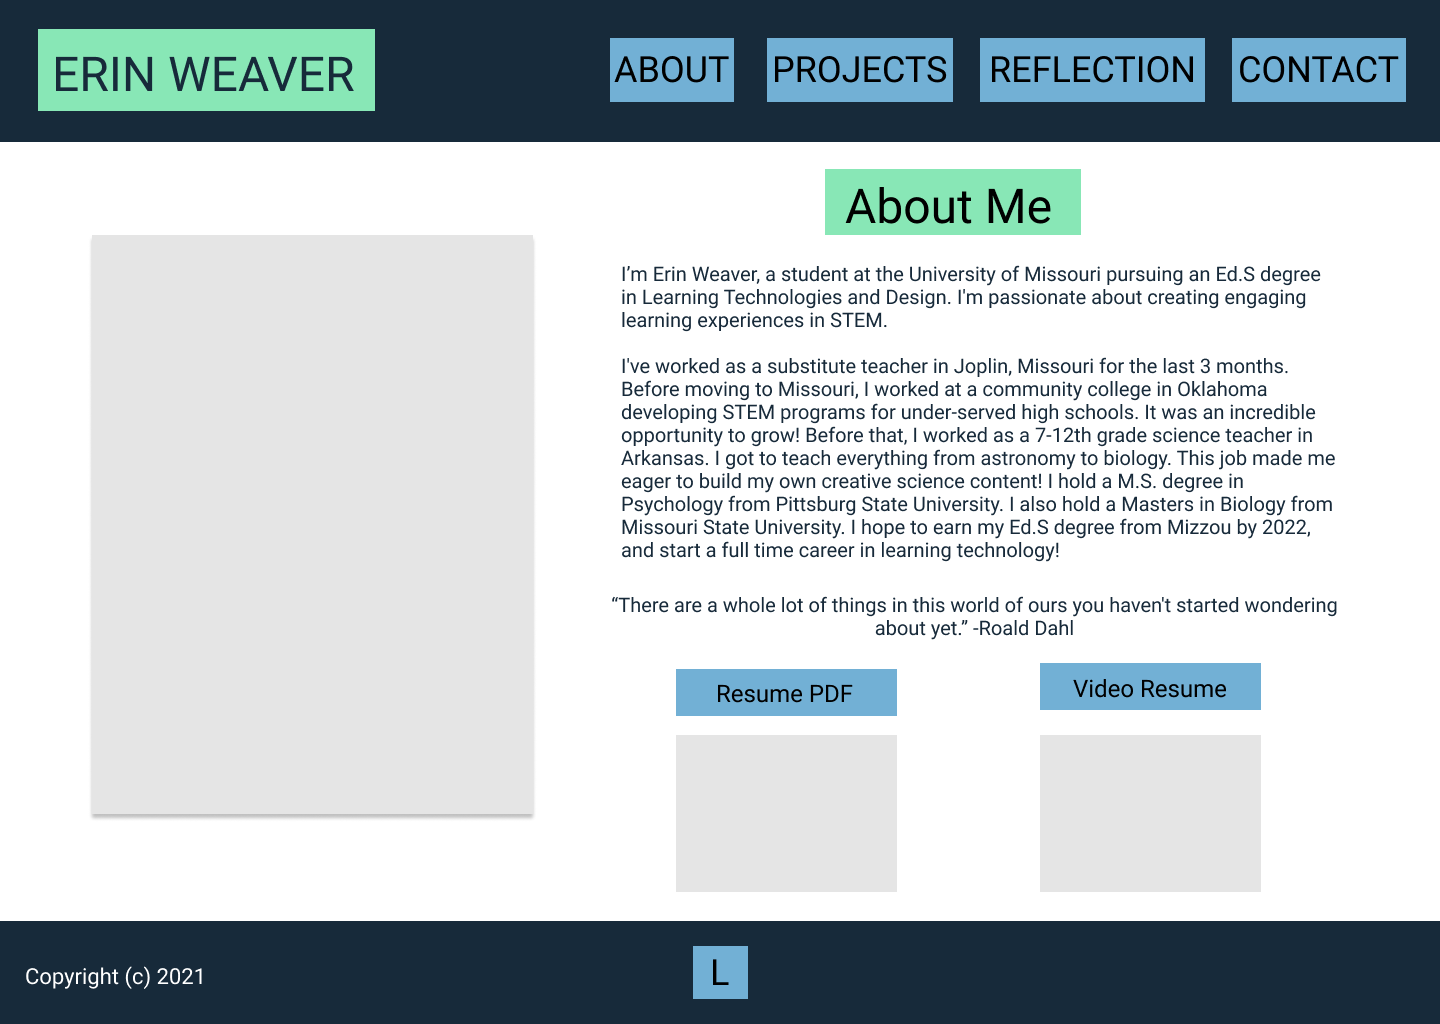 ERIN WEAVER
ABOUT
PROJECTS
REFLECTION
CONTACT
About Me
I’m Erin Weaver, a student at the University of Missouri pursuing an Ed.S degree
in Learning Technologies and Design. I'm passionate about creating engaging
learning experiences in STEM.
I've worked as a substitute teacher in Joplin, Missouri for the last 3 months.
Before moving to Missouri, I worked at a community college in Oklahoma
developing STEM programs for under-served high schools. It was an incredible
opportunity to grow! Before that, I worked as a 7-12th grade science teacher in
Arkansas. I got to teach everything from astronomy to biology. This job made me
eager to build my own creative science content! I hold a M.S. degree in
Psychology from Pittsburg State University. I also hold a Masters in Biology from
Missouri State University. I hope to earn my Ed.S degree from Mizzou by 2022,
and start a full time career in learning technology!
“There are a whole lot of things in this world of ours you haven't started wondering
about yet.” -Roald Dahl
Resume PDF
Video Resume
Copyright (c) 2021
L